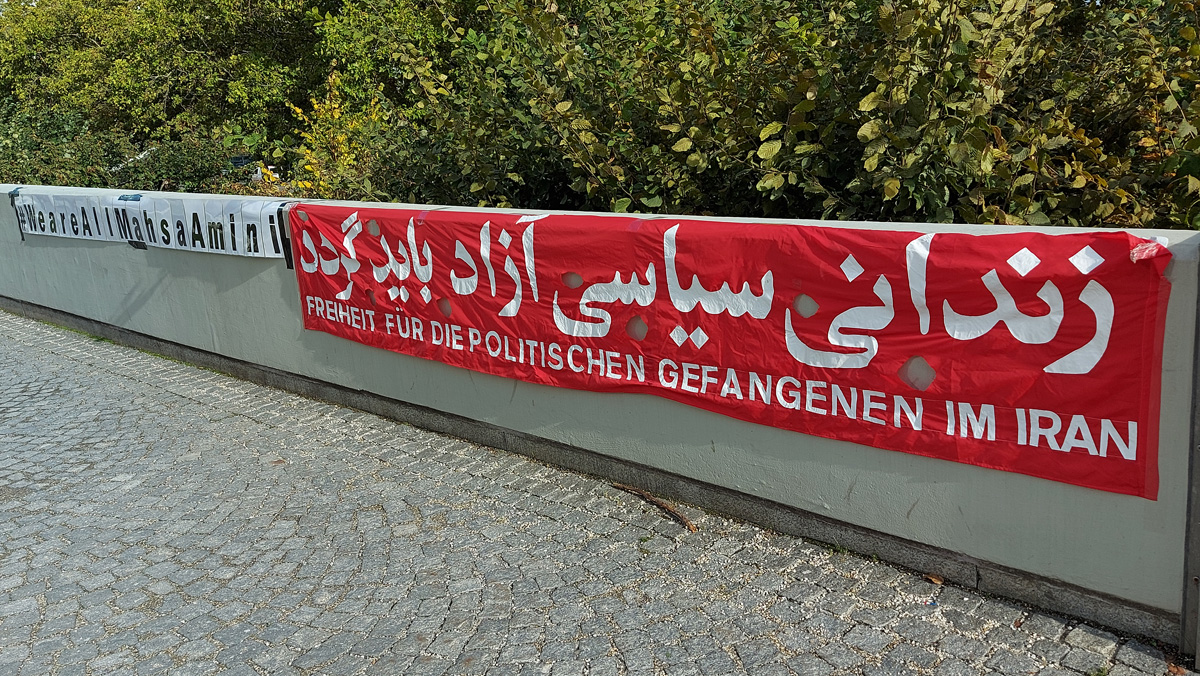 #WeareAllMahsaAmini
زندانی سیاسی آزاد باید گردد
FREIHEIT FÜR DIE POLITISCHEN GEFANGENEN IM IRAN